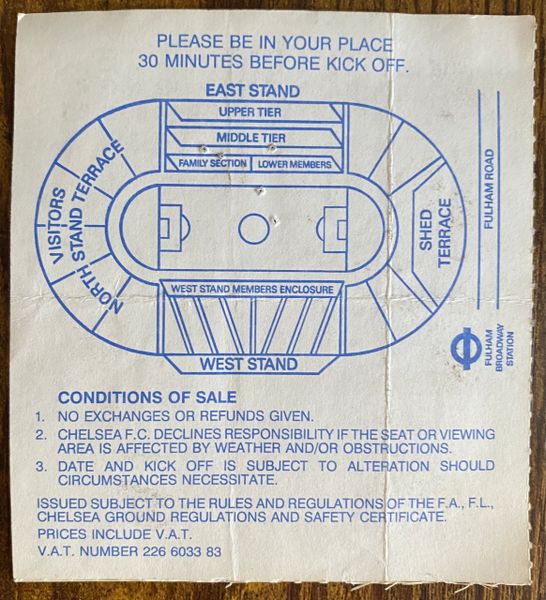 PLEASE BE IN YOUR PLACE
30 MINUTES BEFORE KICK OFF.
EAST STAND
UPPER TIER
MIDDLE TIER
FAMILY SECTION
LOWER MEMBERS
VISITORS
NORTH STAND TERRACE
SHED
TERRACE
FULHAM ROAD
WEST STAND MEMBERS ENCLOSURE
WEST STAND
FULHAM
BROADWAY
STATION
CONDITIONS OF SALE
1. NO EXCHANGES OR REFUNDS GIVEN.
2. CHELSEA F.C. DECLINES RESPONSIBILITY IF THE SEAT OR VIEWING
AREA IS AFFECTED BY WEATHER AND/OR OBSTRUCTIONS.
3. DATE AND KICK OFF IS SUBJECT TO ALTERATION SHOULD
CIRCUMSTANCES NECESSITATE.
ISSUED SUBJECT TO THE RULES AND REGULATIONS OF THE F.A., F.L.,
CHELSEA GROUND REGULATIONS AND SAFETY CERTIFICATE.
PRICES INCLUDE V.A.T.
V.A.T. NUMBER 226 6033 83